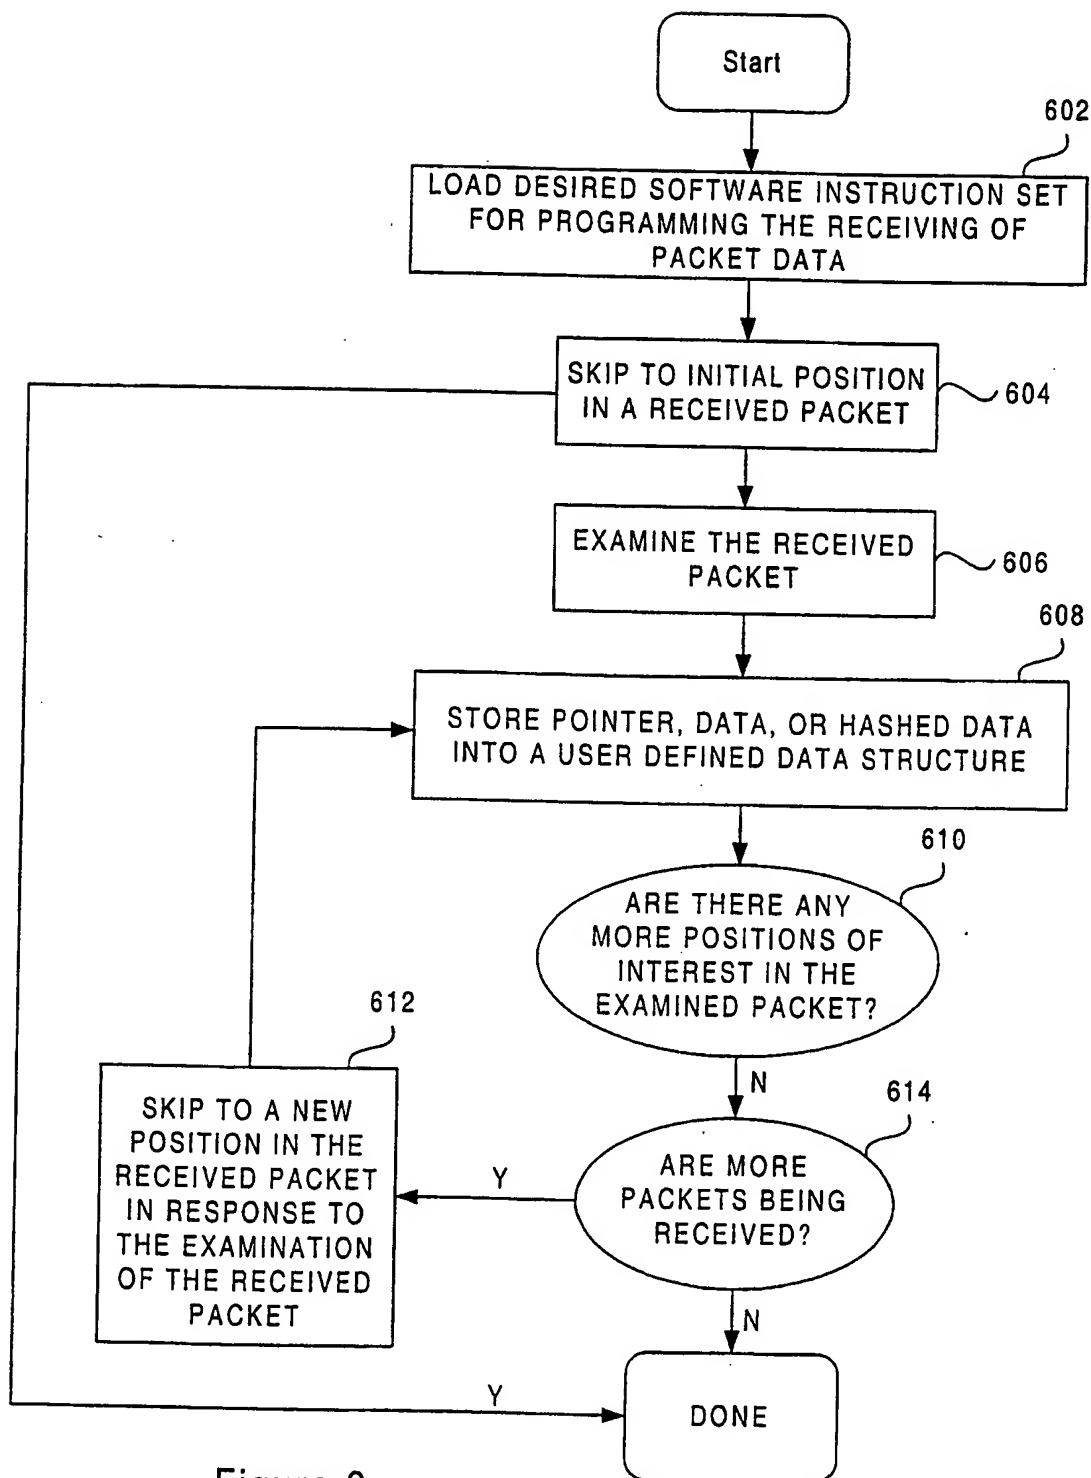 Start
602
LOAD DESIRED SOFTWARE INSTRUCTION SET
FOR PROGRAMMING THE RECEIVING OF
PACKET DATA
SKIP TO INITIAL POSITION
IN A RECEIVED PACKET
604
EXAMINE THE RECEIVED
PACKET
606
608
STORE POINTER, DATA, OR HASHED DATA
INTO A USER DEFINED DATA STRUCTURE
610
ARE THERE ANY
MORE POSITIONS OF
INTEREST IN THE
EXAMINED PACKET?
612
N
614
SKIP TO A NEW
POSITION IN THE
RECEIVED PACKET
IN RESPONSE TO
THE EXAMINATION
OF THE RECEIVED
PACKET
Y
ARE MORE
PACKETS BEING
RECEIVED?
N
Y
DONE
Figure